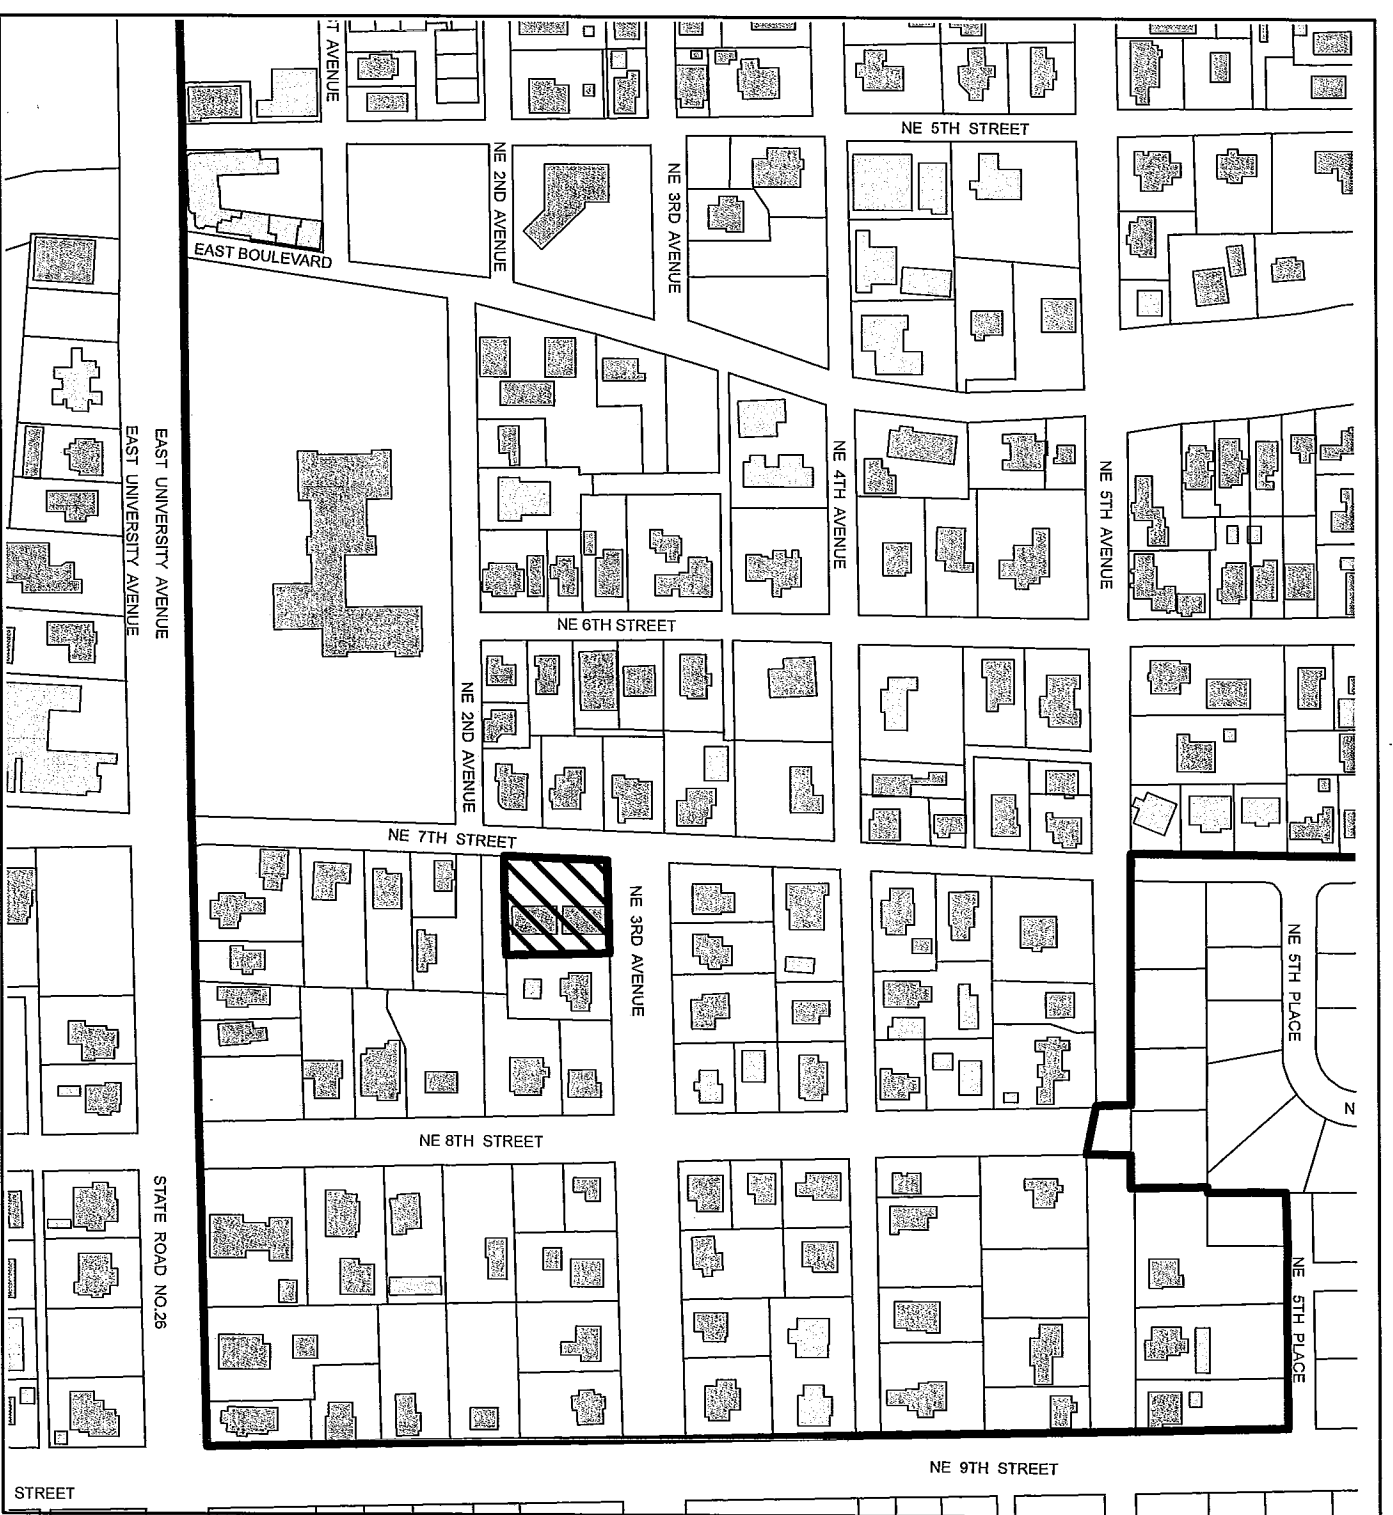 T AVENUE
NE 5TH STREET
NE 2ND AVENUE
NE 3RD AVENUE
EAST BOULEVARD
EAST UNIVERSITY AVENUE
EAST UNIVERSITY AVENUE
NE 4TH AVENUE
NE 5TH AVENUE
NE 6TH STREET
NE 2ND AVENUE
NE 7TH STREET
NE 3RD AVENUE
NE 5TH PLACE
N
NE 8TH STREET
STATE ROAD NO.26
NE 5TH PLACE
NE 9TH STREET
STREET